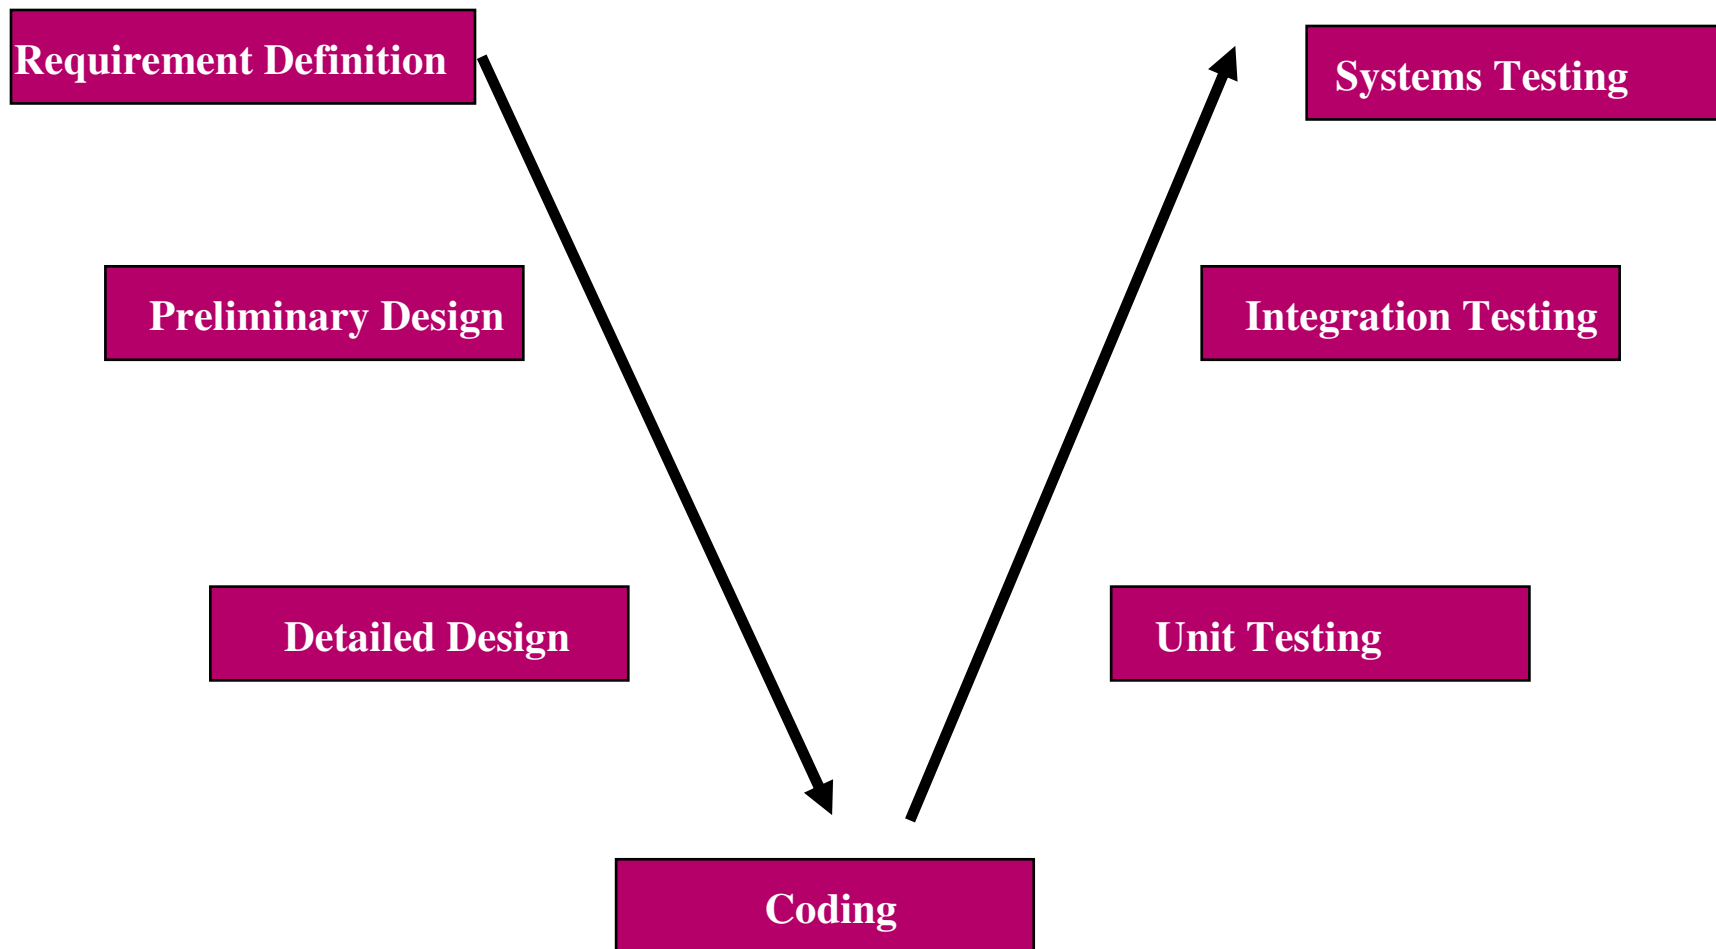 Requirement Definition
Systems Testing
Preliminary Design
Integration Testing
Detailed Design
Unit Testing
Coding